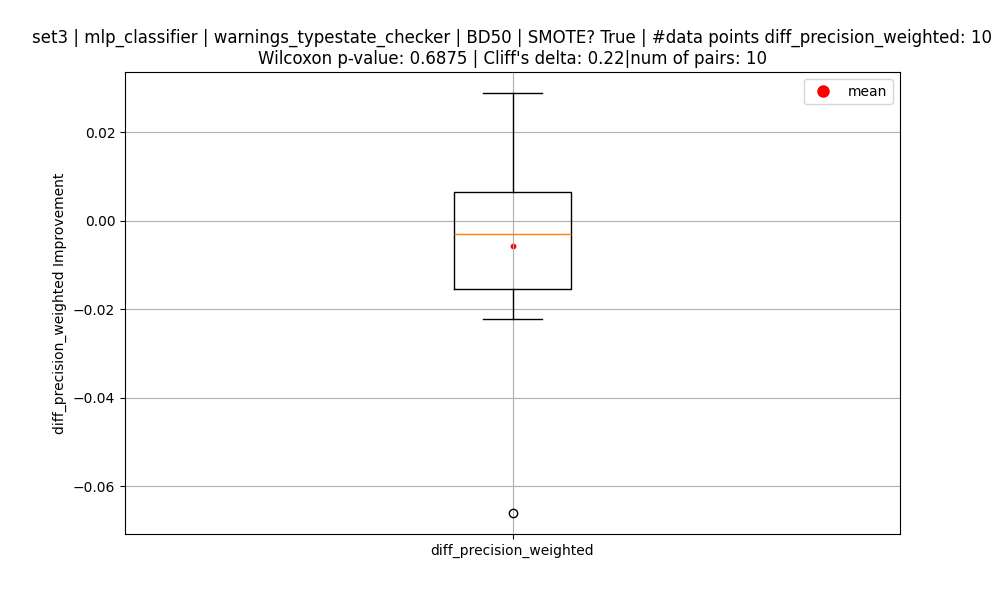 set3 | mlp_classifier | warnings_typestate_checker | BD50 | SMOTE? True | #data points diff_precision_weighted: 10
Wilcoxon p-value: 0.6875 | Cliff's delta: 0.22|num of pairs: 10
mean
0.02
0.00
−0.02
−0.04
−0.06
diff_precision_weighted Improvement
diff_precision_weighted